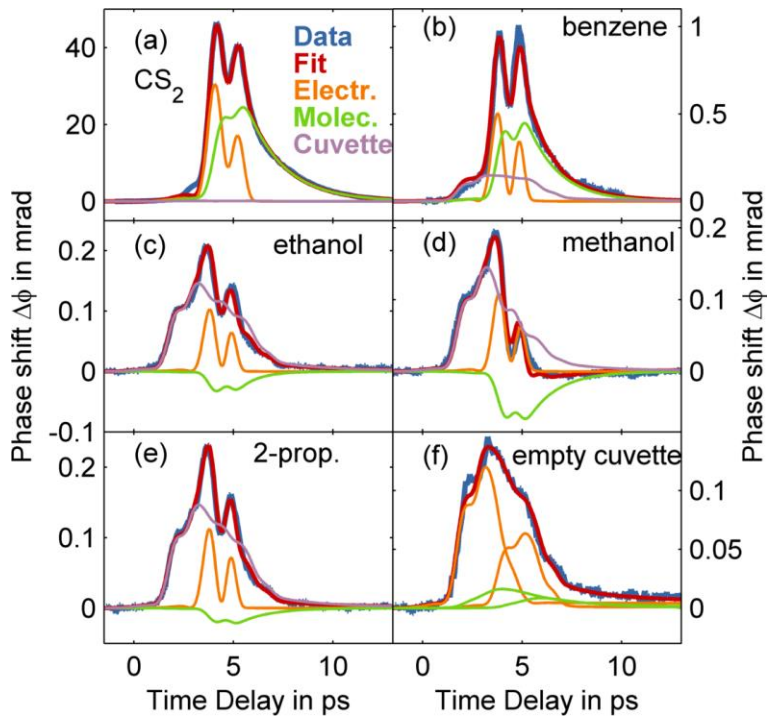 (a)
CS2
Data
Fit
Electr.
Molec.
Cuvette
(b) benzene
(c) ethanol
(d) methanol
(e) 2-prop.
(f) empty cuvette
40
20
0
1
0.5
0
0.2
0.1
0
-0.1
0.2
0.1
0
0.2
0.1
0
0.1
0.05
0
Phase shift Δϕ in mrad
Phase shift Δϕ in mrad
0 5 10
0 5 10
Time Delay in ps
Time Delay in ps